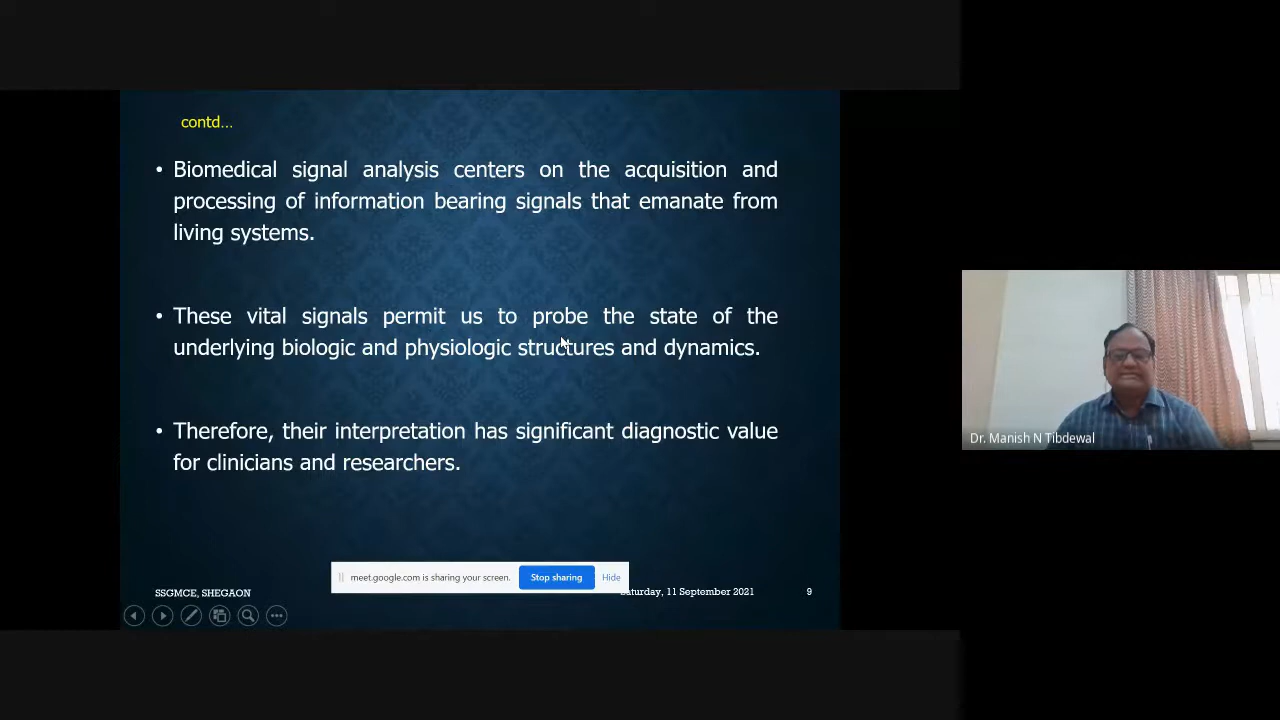 contd...
• Biomedical signal analysis centers on the acquisition and
processing of information bearing signals that emanate from
living systems.
• These vital signals permit us to probe the state of the
underlying biologic and physiologic structures and dynamics.
• Therefore, their interpretation has significant diagnostic value
for clinicians and researchers.
meet.google.com is sharing your screen. Stop sharing Hide
SSGMCE, SHEGAON
Saturday, 11 September 2021
9
Dr. Manish N Tibdewal